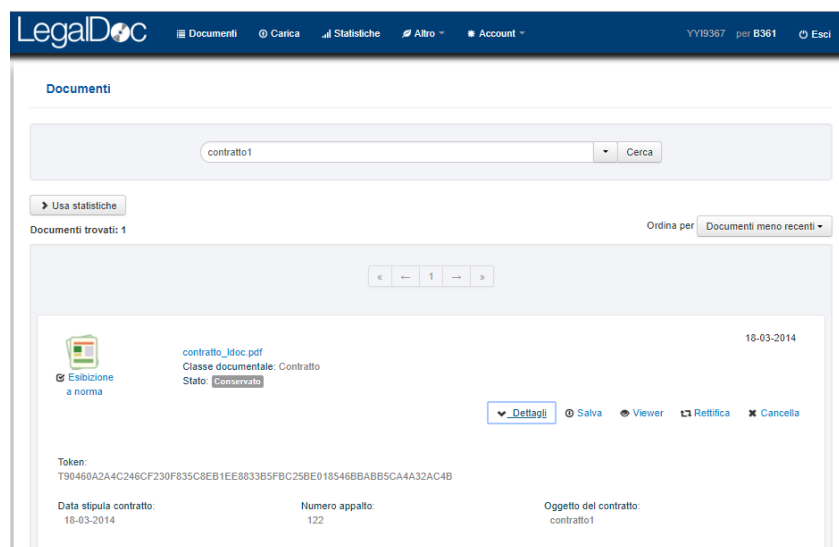 LegalDoc
Documenti Carica Statistiche Altro Account YYI9367 per B361 Esci
Documenti
contratto1 Cerca
Usa statistiche
Documenti trovati: 1
Ordina per Documenti meno recenti
« ← 1 → »
18-03-2014
contratto_ldoc.pdf
Classe documentale: Contratto
Stato: Conservato
Esibizione
a norma
Dettagli Salva Viewer Rettifica Cancella
Token:
T90460A2A4C246CF230F835C8EB1EE8833B5FBC25BE018546BBABB5CA4A32AC4B
Data stipula contratto: Numero appalto: Oggetto del contratto:
18-03-2014 122 contratto1